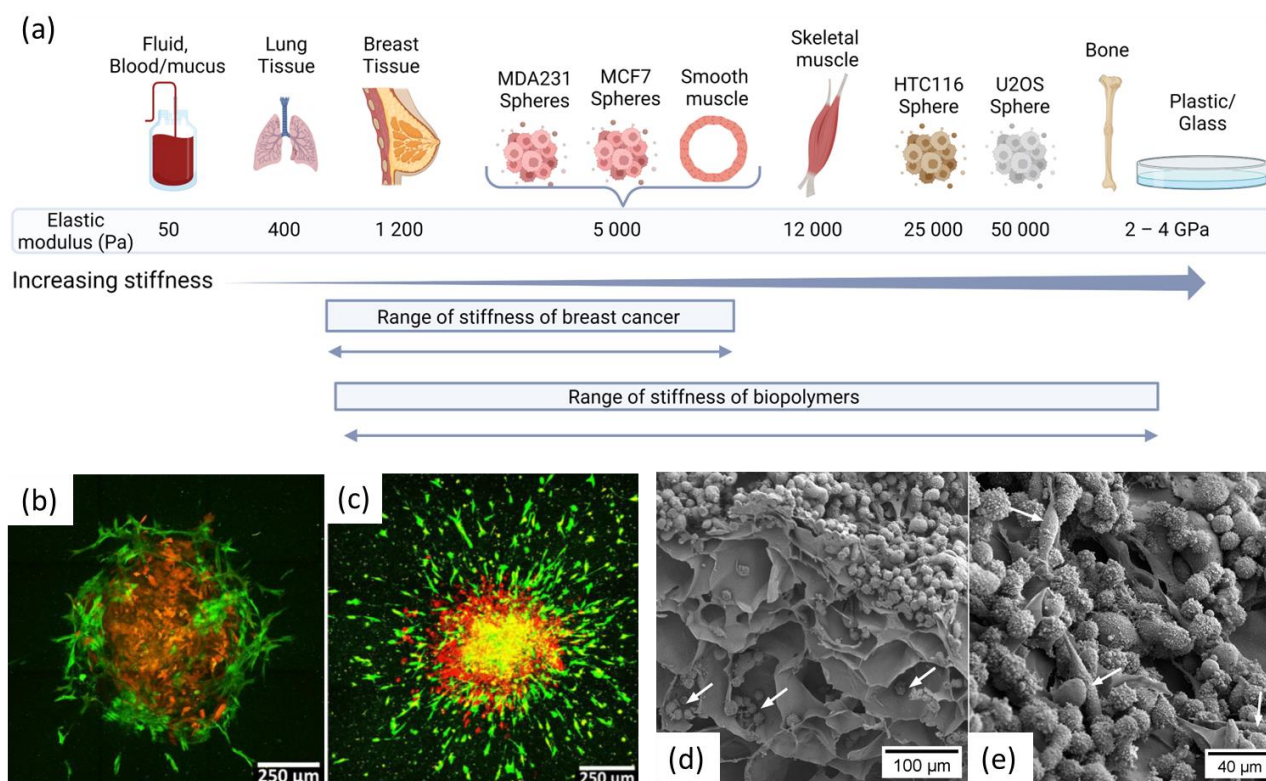 (a)
Fluid,
Blood/mucus
Lung
Tissue
Breast
Tissue
MDA231
Spheres
MCF7
Spheres
Smooth
muscle
Skeletal
muscle
HTC116
Sphere
U2OS
Sphere
Bone
Plastic/
Glass
Elastic
modulus (Pa)
50
400
1 200
5 000
12 000
25 000
50 000
2 – 4 GPa
Increasing stiffness
Range of stiffness of breast cancer
Range of stiffness of biopolymers
(b)
250 µm
(c)
250 µm
(d)
100 µm
(e)
40 µm